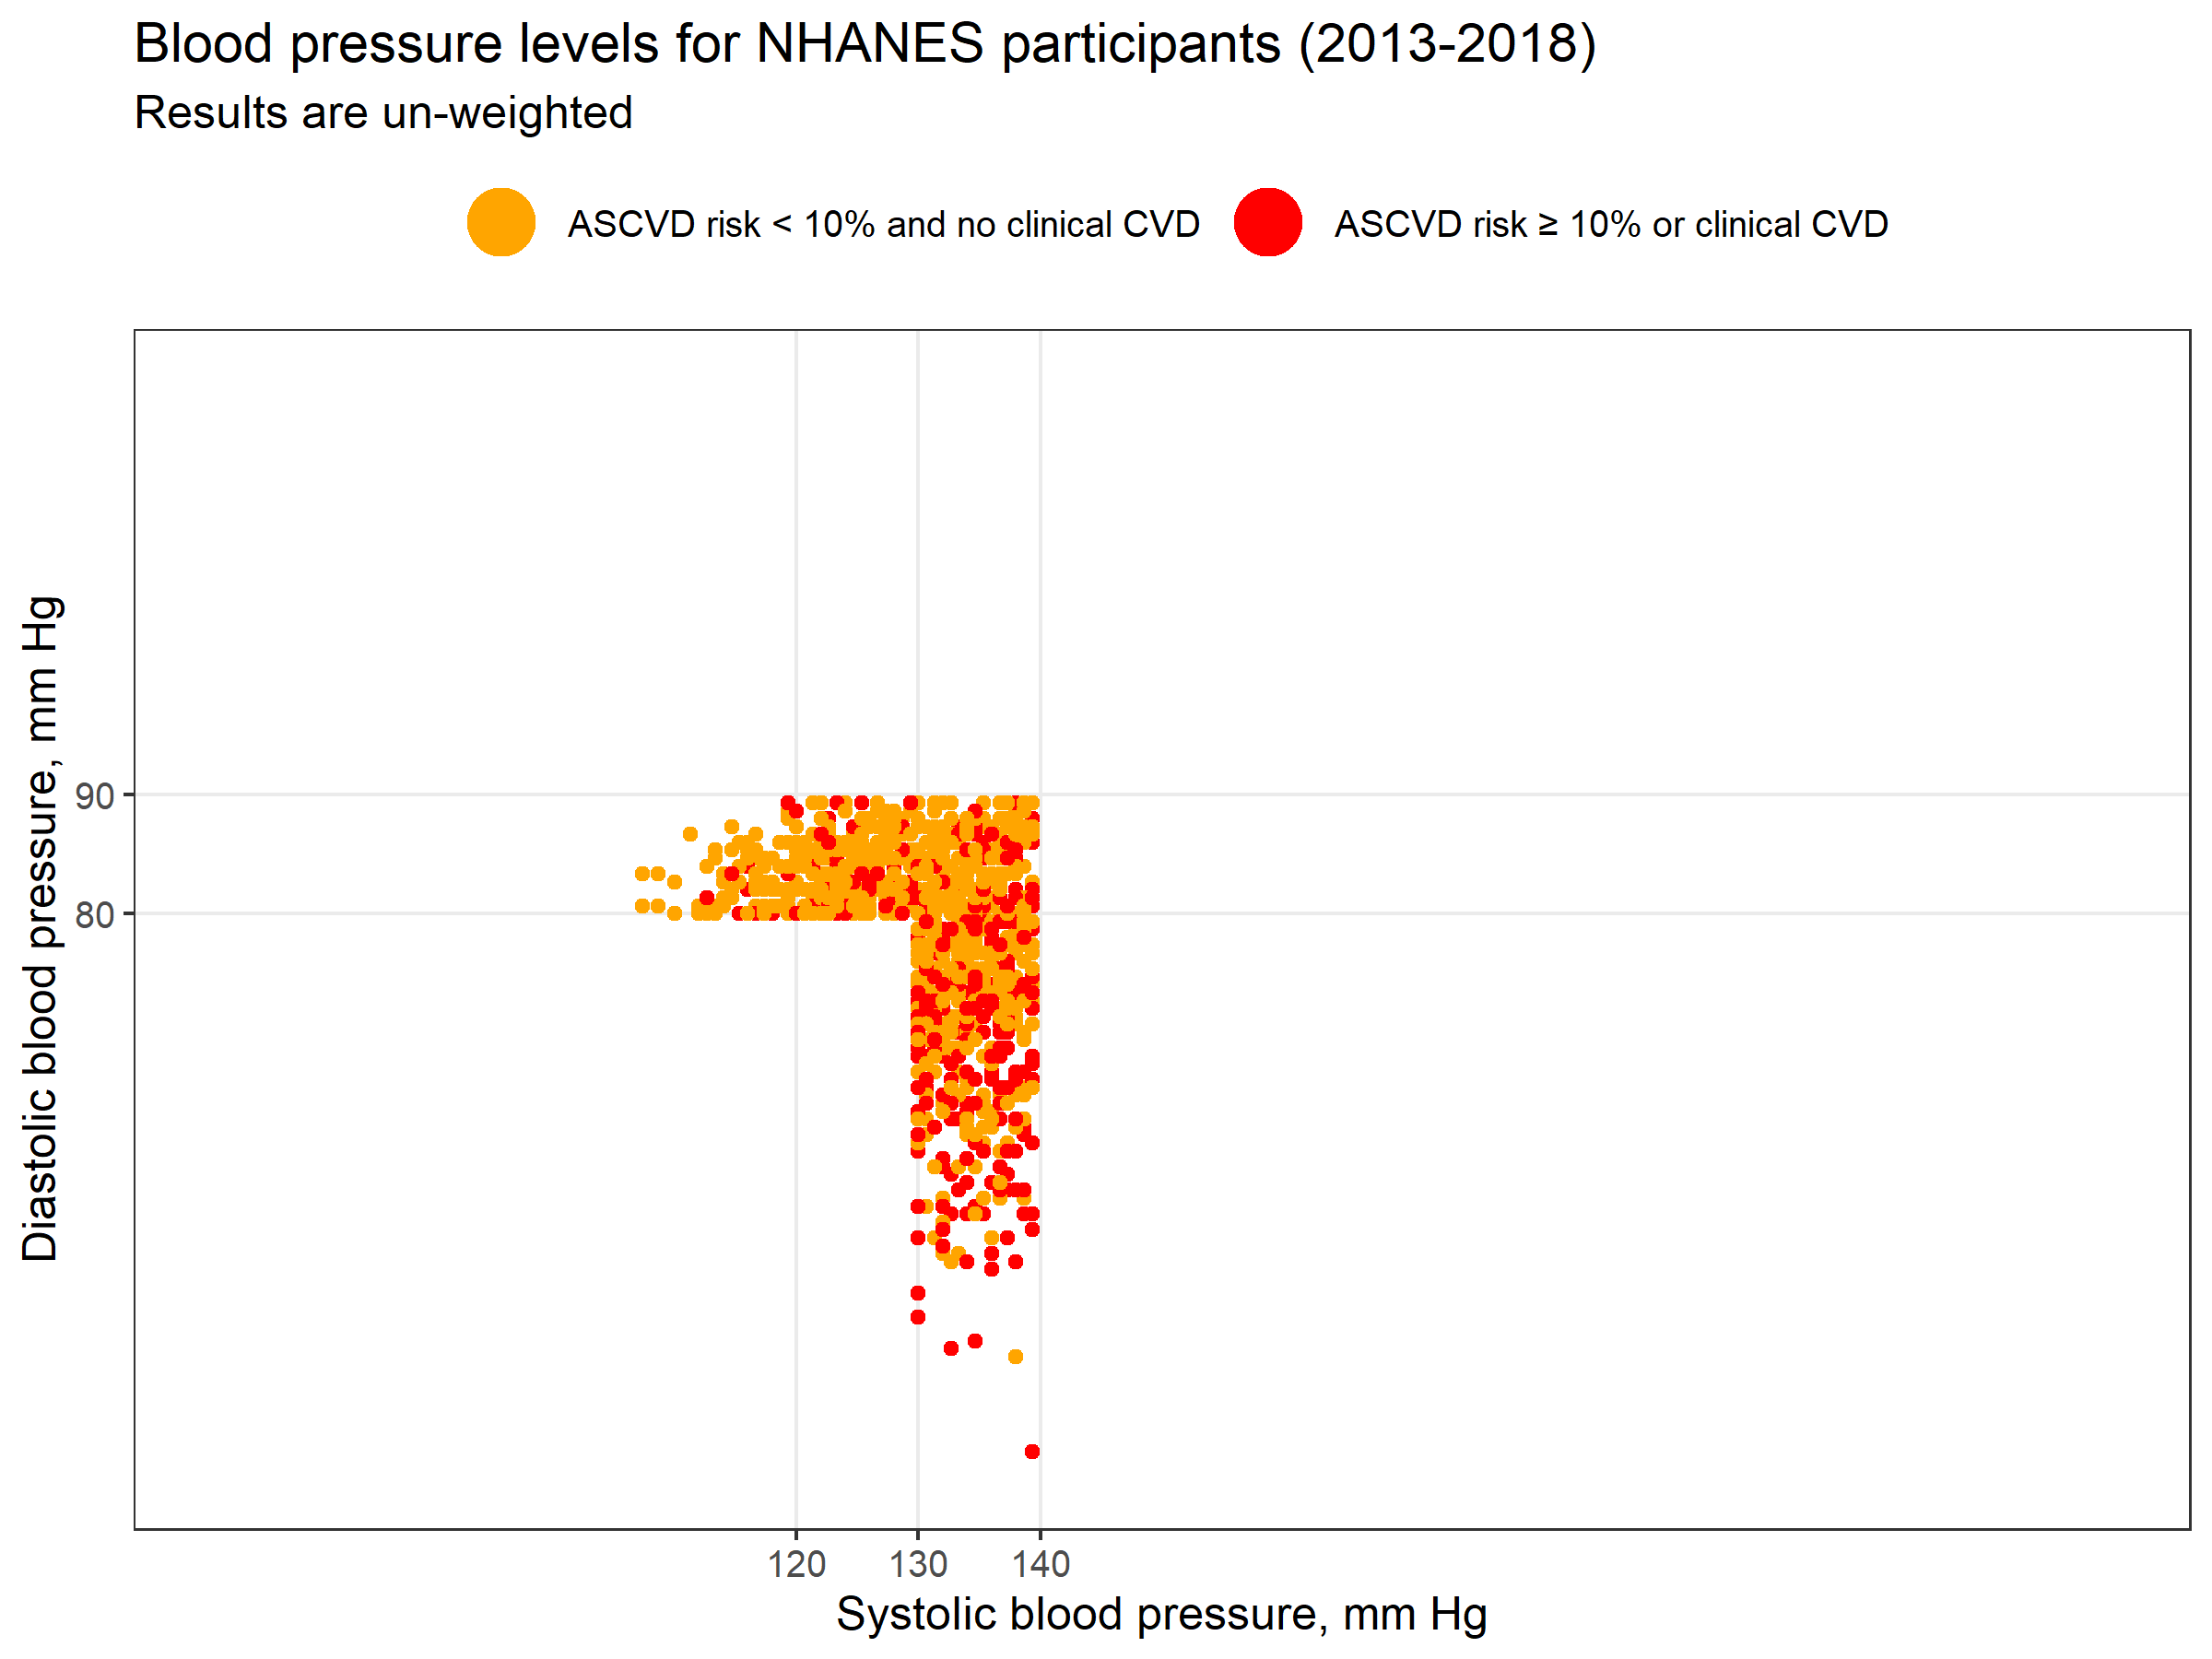 Blood pressure levels for NHANES participants (2013-2018)
Results are un-weighted
ASCVD risk < 10% and no clinical CVD
ASCVD risk ≥ 10% or clinical CVD
Diastolic blood pressure, mm Hg
90
80
120
130
140
Systolic blood pressure, mm Hg